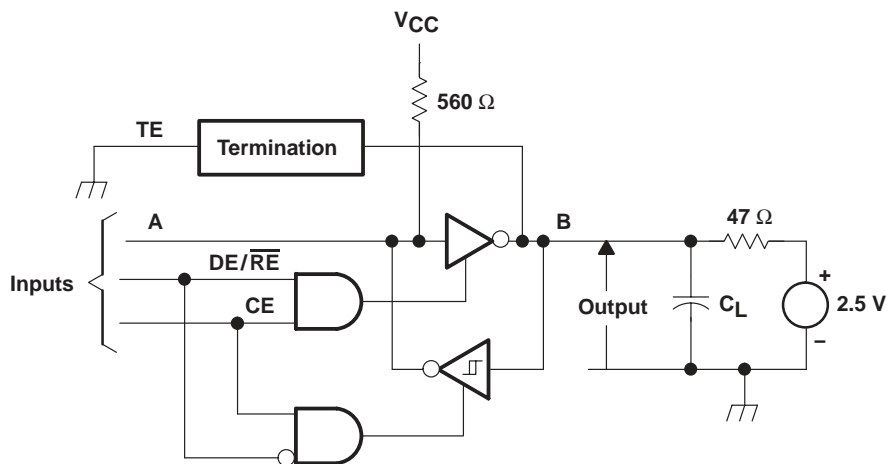 VCC
560 Ω
TE
Termination
A
B
47 Ω
DE/RE
Inputs
CE
Output
CL
+
2.5 V
–